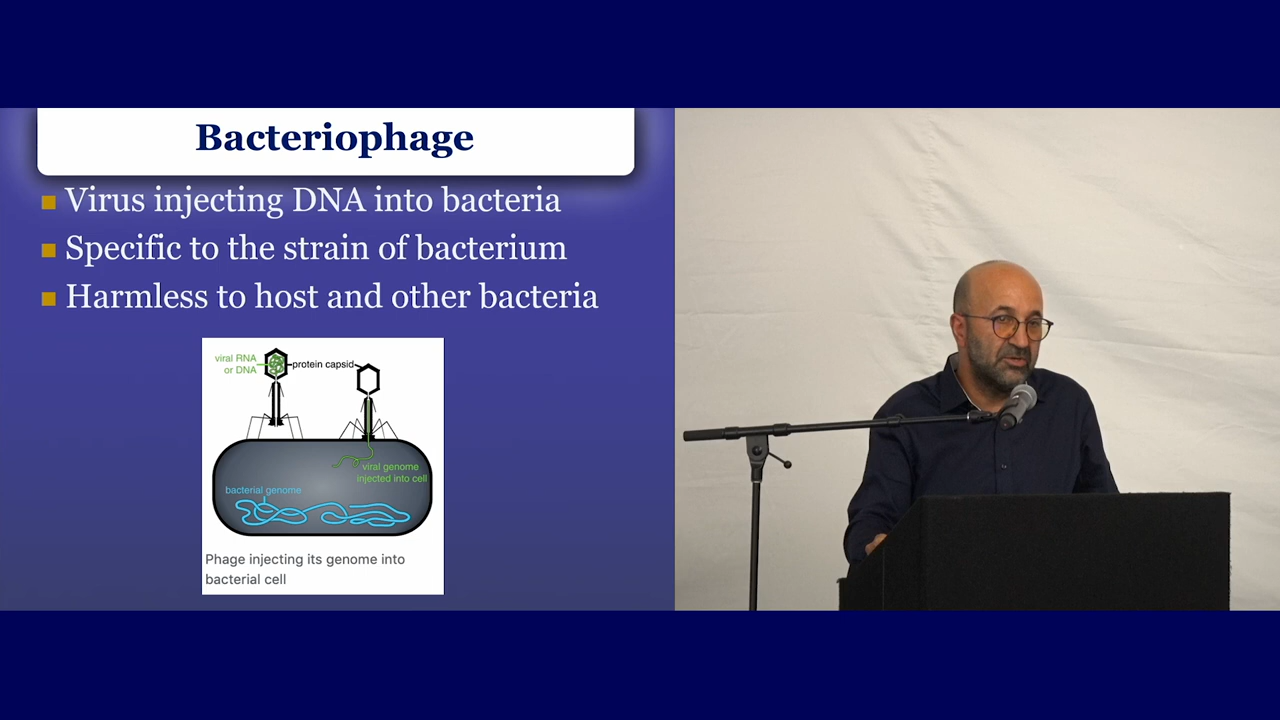 Bacteriophage
Virus injecting DNA into bacteria
Specific to the strain of bacterium
Harmless to host and other bacteria
viral RNA
or DNA
protein capsid
viral genome
injected into cell
bacterial genome
Phage injecting its genome into
bacterial cell